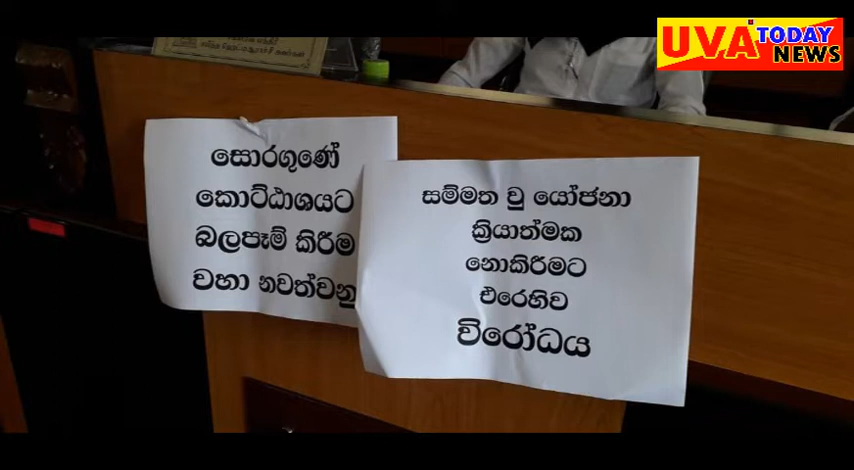 UVA TODAY
NEWS
සොරගුණේ
කොට්ඨාශයට
බලපෑම් කිරීම
වහා නවත්වනු
සම්මත වු යෝජනා
ක්‍රියාත්මක
නොකිරීමට
එරෙහිව
විරෝධය